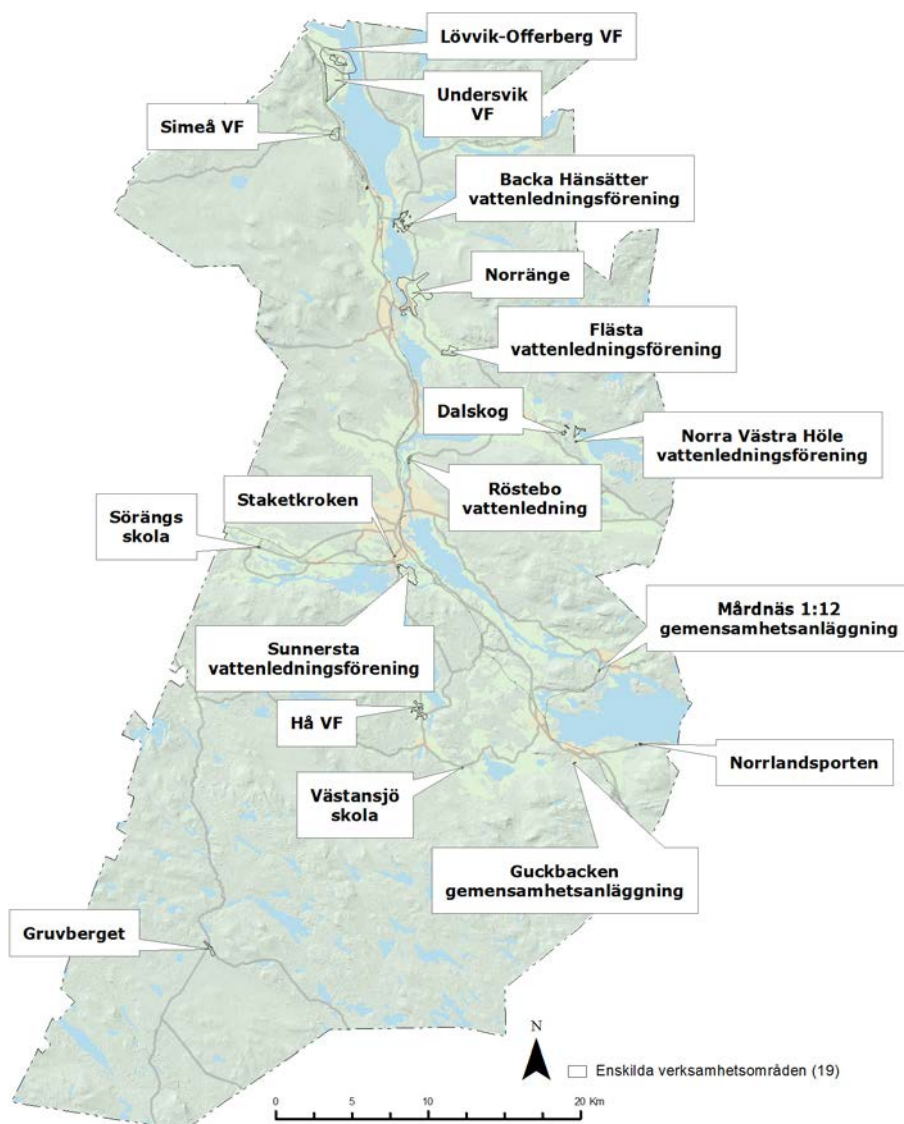 Lövvik-Offerberg VF
Undersvik
VF
Simeå VF
Backa Hänsätter
vattenledningsförening
Norränge
Flästa
vattenledningsförening
Dalskog
Norra Västra Höle
vattenledningsförening
Röstebo
vattenledning
Staketkroken
Sörängs
skola
Mårdnäs 1:12
gemensamhetsanläggning
Sunnersta
vattenledningsförening
Hå VF
Norrlandsporten
Västansjö
skola
Guckbacken
gemensamhetsanläggning
Gruvberget
N
Enskilda verksamhetsområden (19)
0 5 10 20 Km